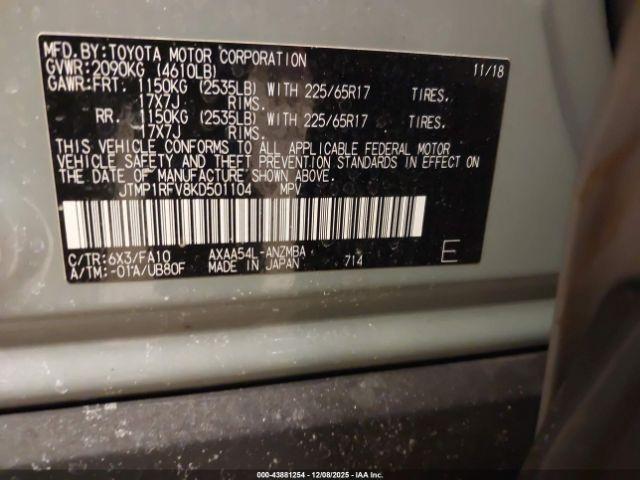 MFD.BY:TOYOTA MOTOR CORPORATION 11/18
GVWR:2090KG (4610LB)
GAWR:FRT. 1150KG (2535LB) WITH 225/65R17 TIRES.
17X7J RIMS.
RR. 1150KG (2535LB) WITH 225/65R17 TIRES.
17X7J RIMS.
THIS VEHICLE CONFORMS TO ALL APPLICABLE FEDERAL MOTOR
VEHICLE SAFETY AND THEFT PREVENTION STANDARDS IN EFFECT ON
THE DATE OF MANUFACTURE SHOWN ABOVE.
JTMP1RFV8KD501104 MPV
C/TR:6X3/FA10 AXAA54L-ANZMBA
A/TM:-01A/UB80F MADE IN JAPAN 714 E
000-43881254 - 12/08/2025 - IAAI.COM